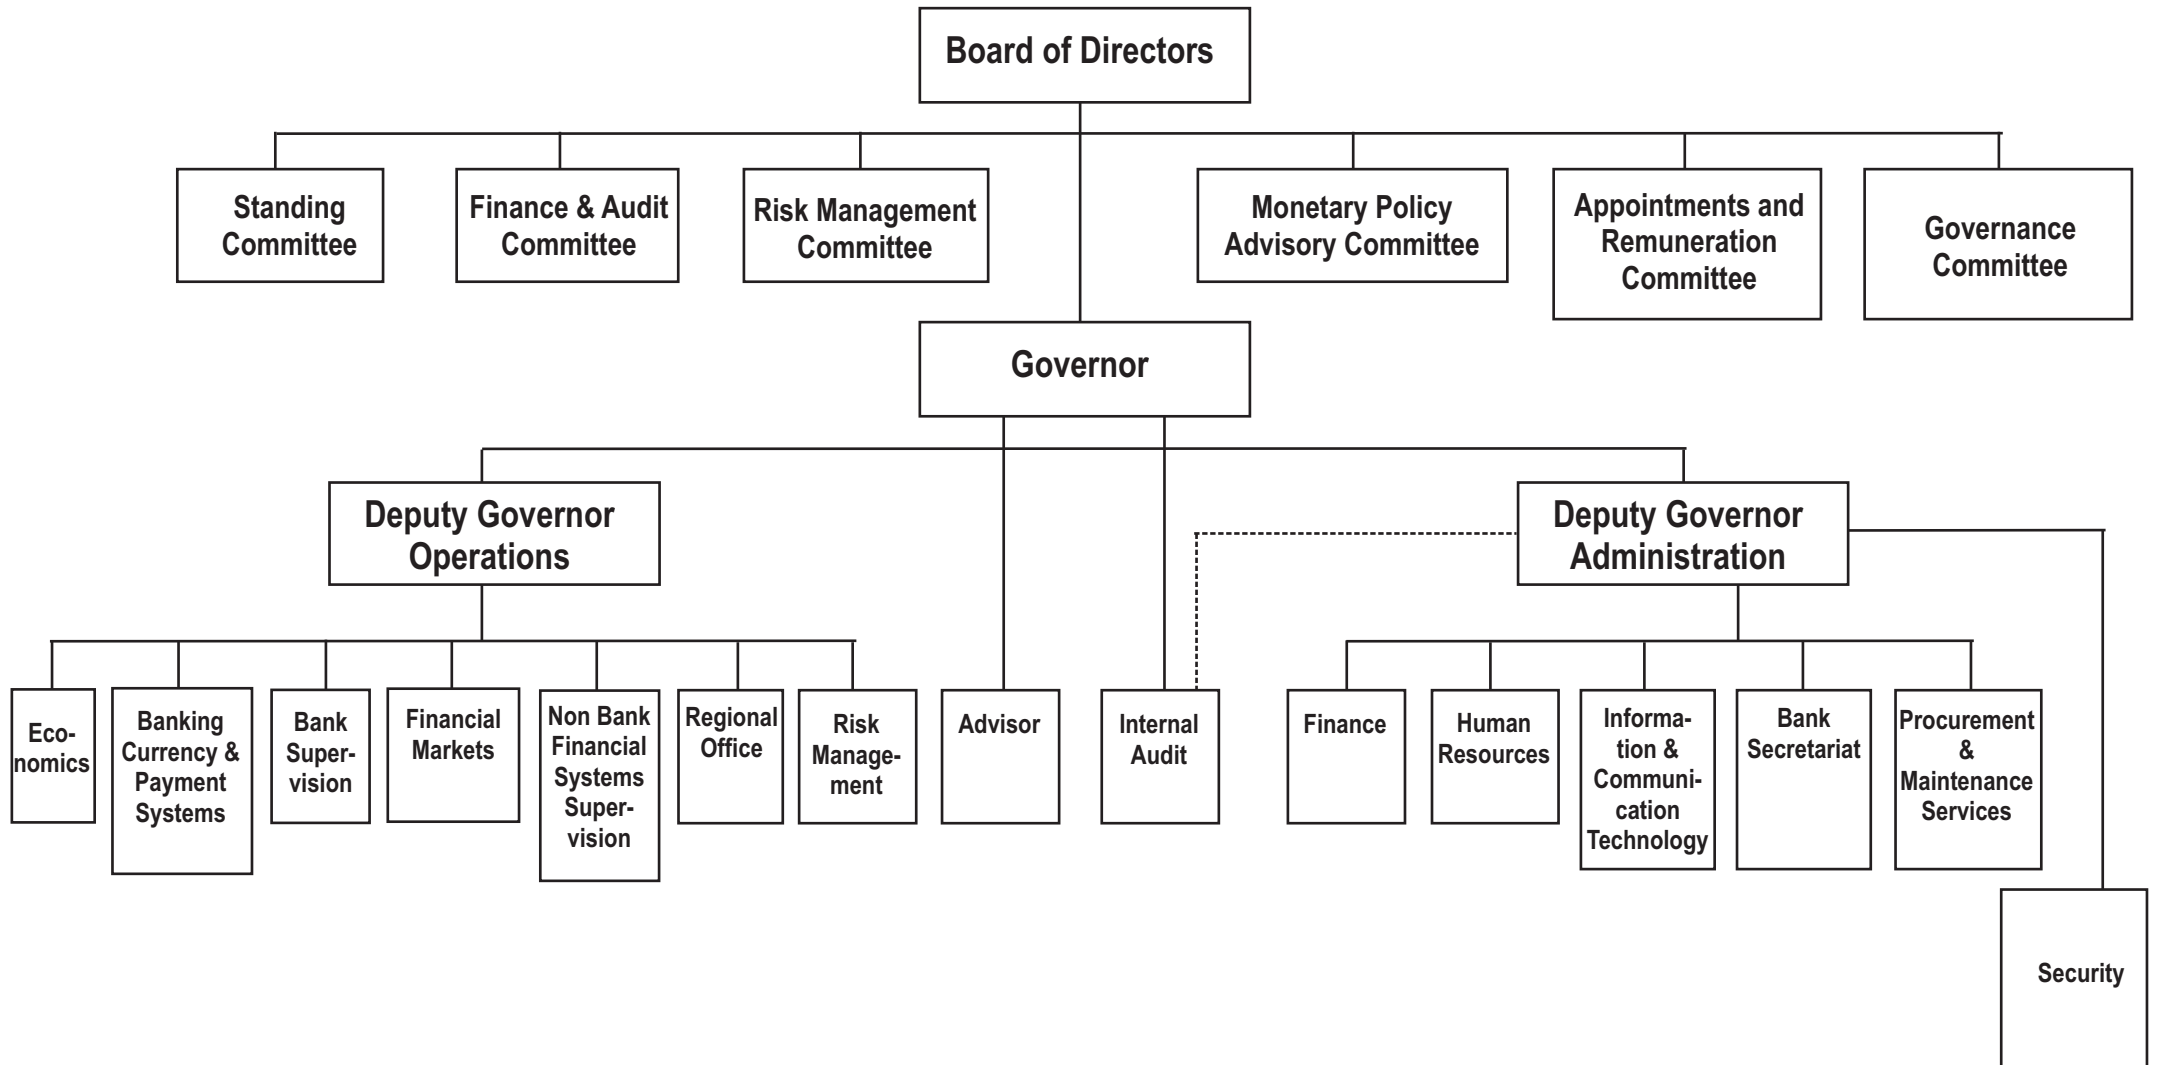 Board of Directors
Standing
Committee
Finance & Audit
Committee
Risk Management
Committee
Monetary Policy
Advisory Committee
Appointments and
Remuneration
Committee
Governance
Committee
Governor
Deputy Governor
Operations
Deputy Governor
Administration
Eco-
nomics
Banking
Currency &
Payment
Systems
Bank
Super-
vision
Financial
Markets
Non Bank
Financial
Systems
Super-
vision
Regional
Office
Risk
Manage-
ment
Advisor
Internal
Audit
Finance
Human
Resources
Informa-
tion &
Communi-
cation
Technology
Bank
Secretariat
Procurement
&
Maintenance
Services
Security